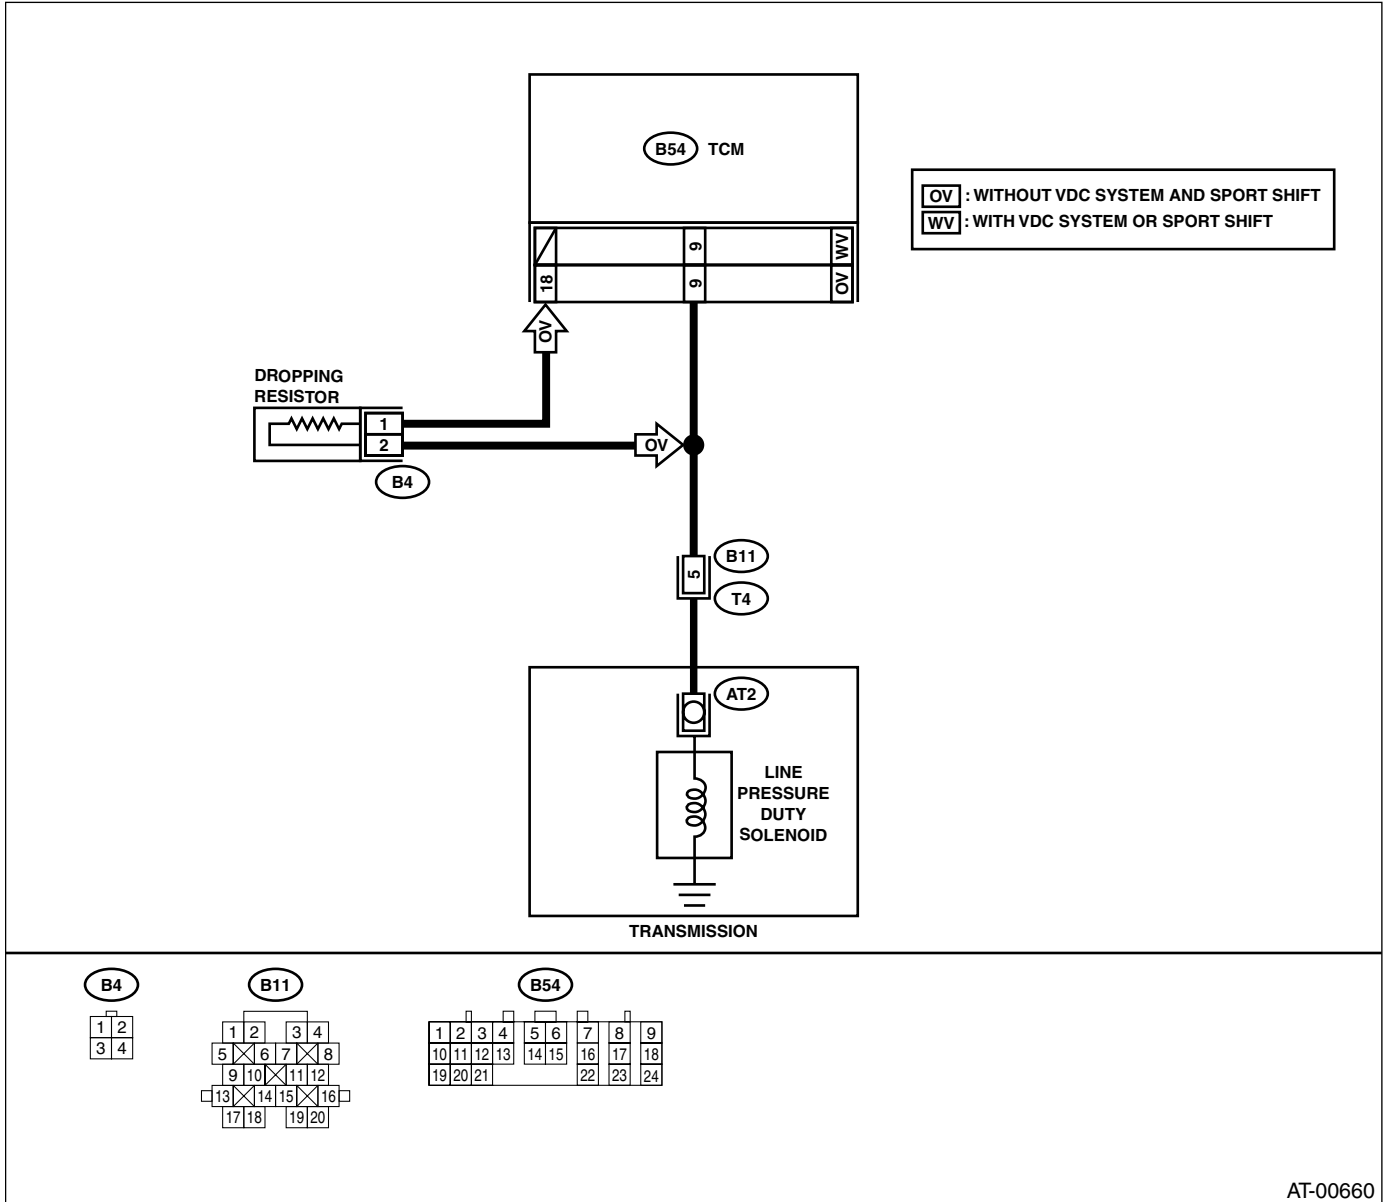 B54 TCM
OV : WITHOUT VDC SYSTEM AND SPORT SHIFT
WV : WITH VDC SYSTEM OR SPORT SHIFT
9 WV
18 9 OV
OV
DROPPING
RESISTOR
1
2
OV
B4
B11
5
T4
AT2
LINE
PRESSURE
DUTY
SOLENOID
TRANSMISSION
B4
1 2
3 4
B11
1 2 3 4
5 6 7 8
9 10 11 12
13 14 15 16
17 18 19 20
B54
1 2 3 4 5 6 7 8 9
10 11 12 13 14 15 16 17 18
19 20 21 22 23 24
AT-00660